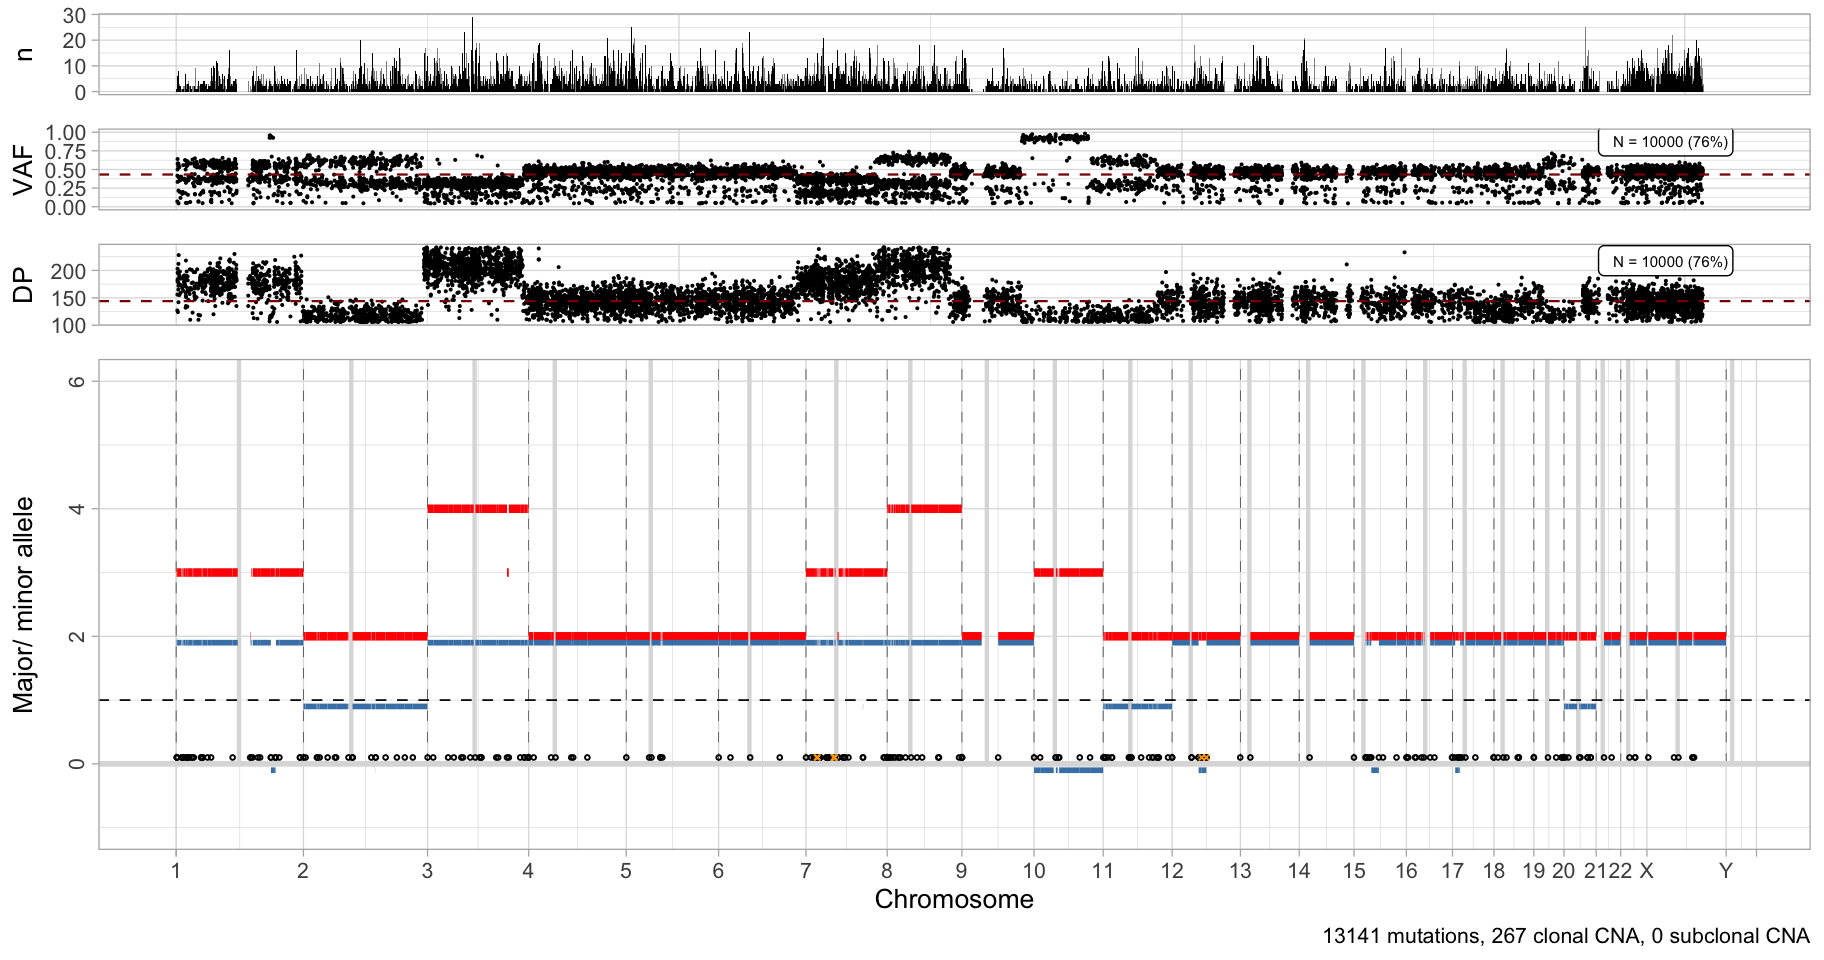 n
30
20
10
0
VAF
1.00
0.75
0.50
0.25
0.00
N = 10000 (76%)
DP
200
150
100
N = 10000 (76%)
Major/ minor allele
6
4
2
0
1 2 3 4 5 6 7 8 9 10 11 12 13 14 15 16 17 18 19 20 21 22 X Y
Chromosome
13141 mutations, 267 clonal CNA, 0 subclonal CNA